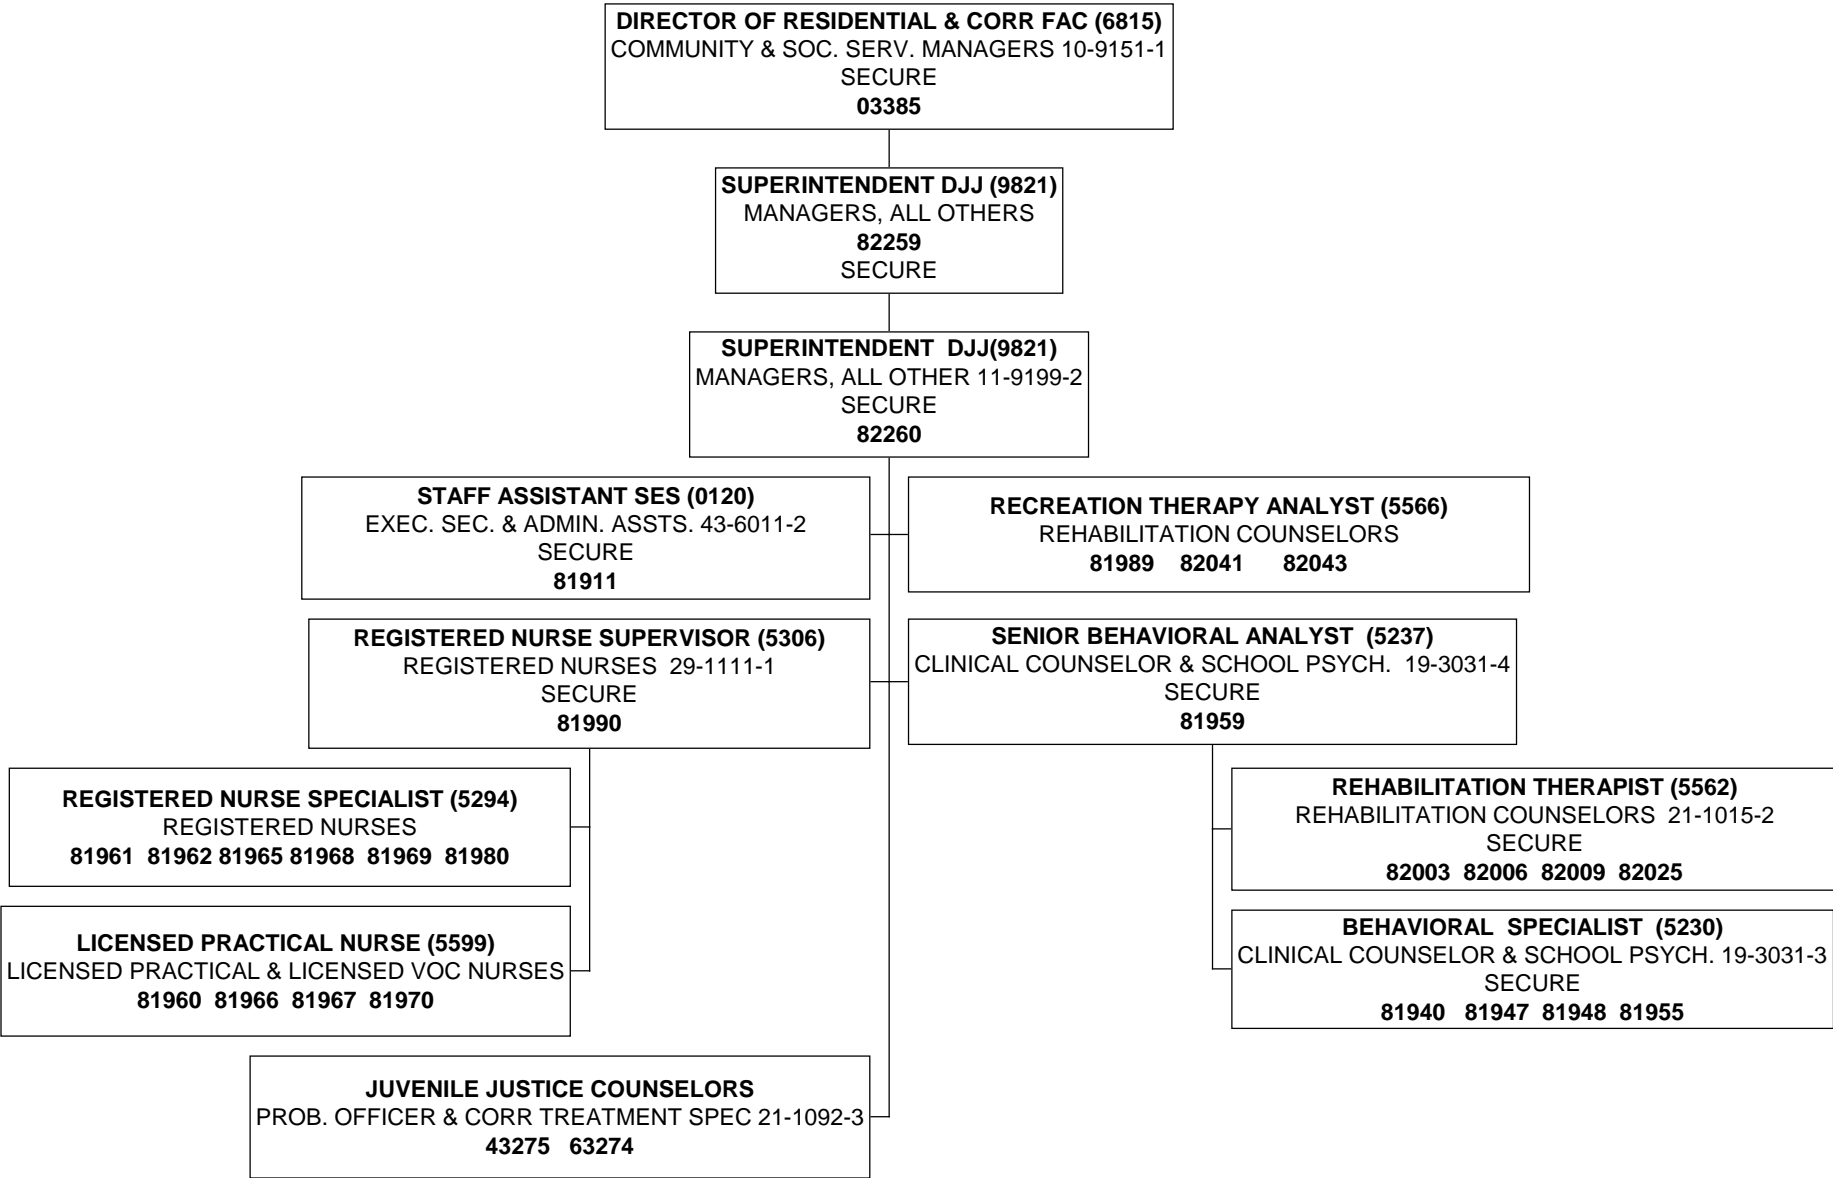 DIRECTOR OF RESIDENTIAL & CORR FAC (6815)
COMMUNITY & SOC. SERV. MANAGERS 10-9151-1
SECURE
03385
SUPERINTENDENT DJJ (9821)
MANAGERS, ALL OTHERS
82259
SECURE
SUPERINTENDENT DJJ(9821)
MANAGERS, ALL OTHER 11-9199-2
SECURE
82260
STAFF ASSISTANT SES (0120)
EXEC. SEC. & ADMIN. ASSTS. 43-6011-2
SECURE
81911
RECREATION THERAPY ANALYST (5566)
REHABILITATION COUNSELORS
81989 82041 82043
REGISTERED NURSE SUPERVISOR (5306)
REGISTERED NURSES 29-1111-1
SECURE
81990
SENIOR BEHAVIORAL ANALYST (5237)
CLINICAL COUNSELOR & SCHOOL PSYCH. 19-3031-4
SECURE
81959
REGISTERED NURSE SPECIALIST (5294)
REGISTERED NURSES
81961 81962 81965 81968 81969 81980
REHABILITATION THERAPIST (5562)
REHABILITATION COUNSELORS 21-1015-2
SECURE
82003 82006 82009 82025
LICENSED PRACTICAL NURSE (5599)
LICENSED PRACTICAL & LICENSED VOC NURSES
81960 81966 81967 81970
BEHAVIORAL SPECIALIST (5230)
CLINICAL COUNSELOR & SCHOOL PSYCH. 19-3031-3
SECURE
81940 81947 81948 81955
JUVENILE JUSTICE COUNSELORS
PROB. OFFICER & CORR TREATMENT SPEC 21-1092-3
43275 63274